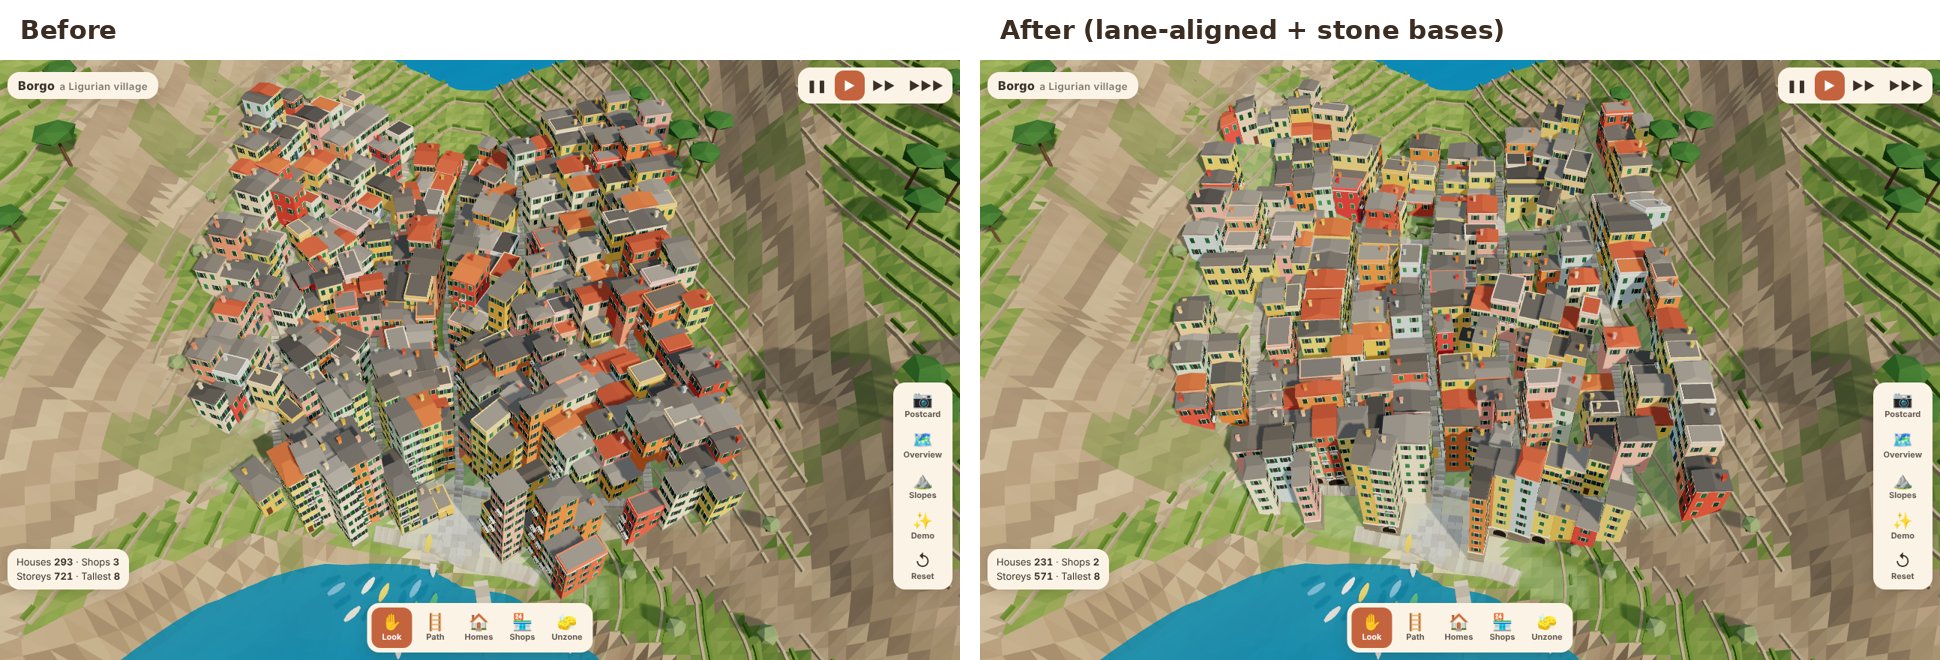 Before
After (lane-aligned + stone bases)
Borgo a Ligurian village
Postcard
Overview
Slopes
Demo
Reset
Houses 293 · Shops 3
Storeys 721 · Tallest 8
Look
Path
Homes
Shops
Unzone
Borgo a Ligurian village
Postcard
Overview
Slopes
Demo
Reset
Houses 231 · Shops 2
Storeys 571 · Tallest 8
Look
Path
Homes
Shops
Unzone